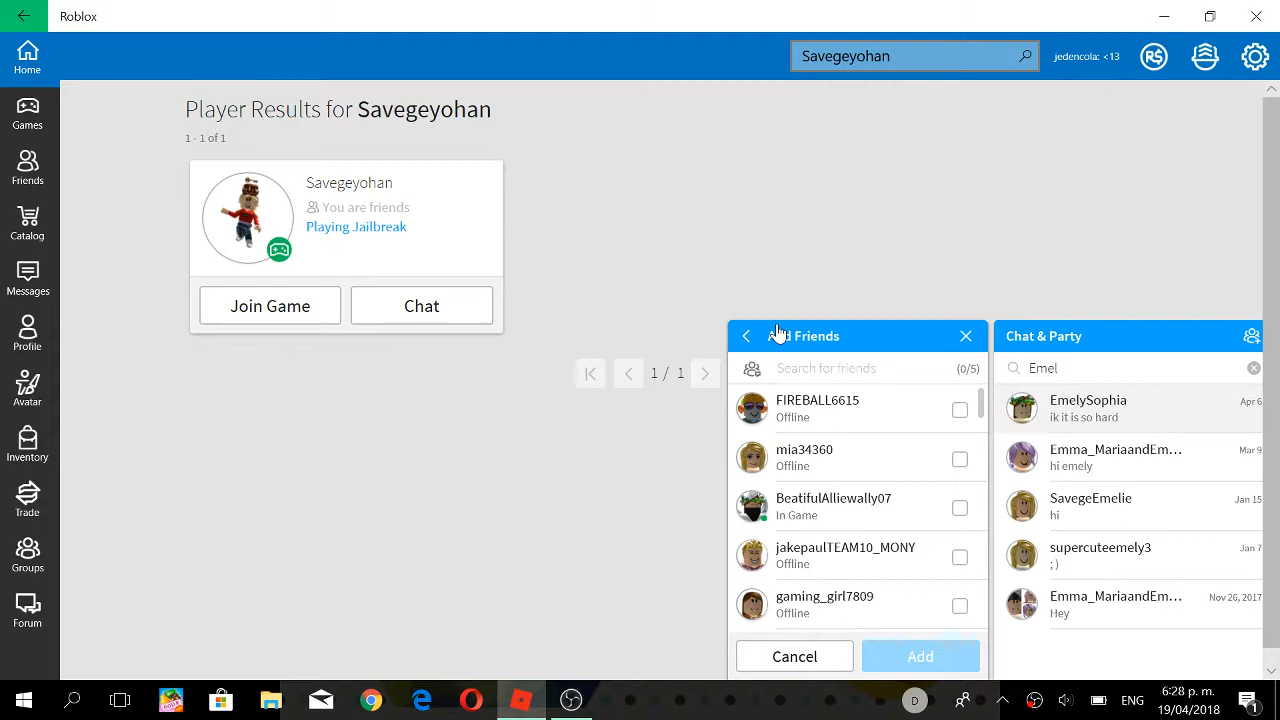 Roblox
Home
Savegeyohan
jedencola: <13
R$
Games
Friends
Catalog
Messages
Profile
Avatar
Inventory
Trade
Groups
Forum
Player Results for Savegeyohan
1 - 1 of 1
Savegeyohan
You are friends
Playing Jailbreak
Join Game
Chat
1 / 1
Friends
Search for friends
(0/5)
FIREBALL6615
Offline
mia34360
Offline
BeatifulAlliewally07
In Game
jakepaulTEAM10_MONY
Offline
gaming_girl7809
Offline
Cancel
Add
Chat & Party
Emel
EmelySophia
Apr 6
ik it is so hard
Emma_MariaandEm...
Mar 9
hi emely
SavegeEmelie
Jan 15
hi
supercuteemely3
Jan 7
; )
Emma_MariaandEm...
Nov 26, 2017
Hey
D
ENG
6:28 p. m.
19/04/2018
1